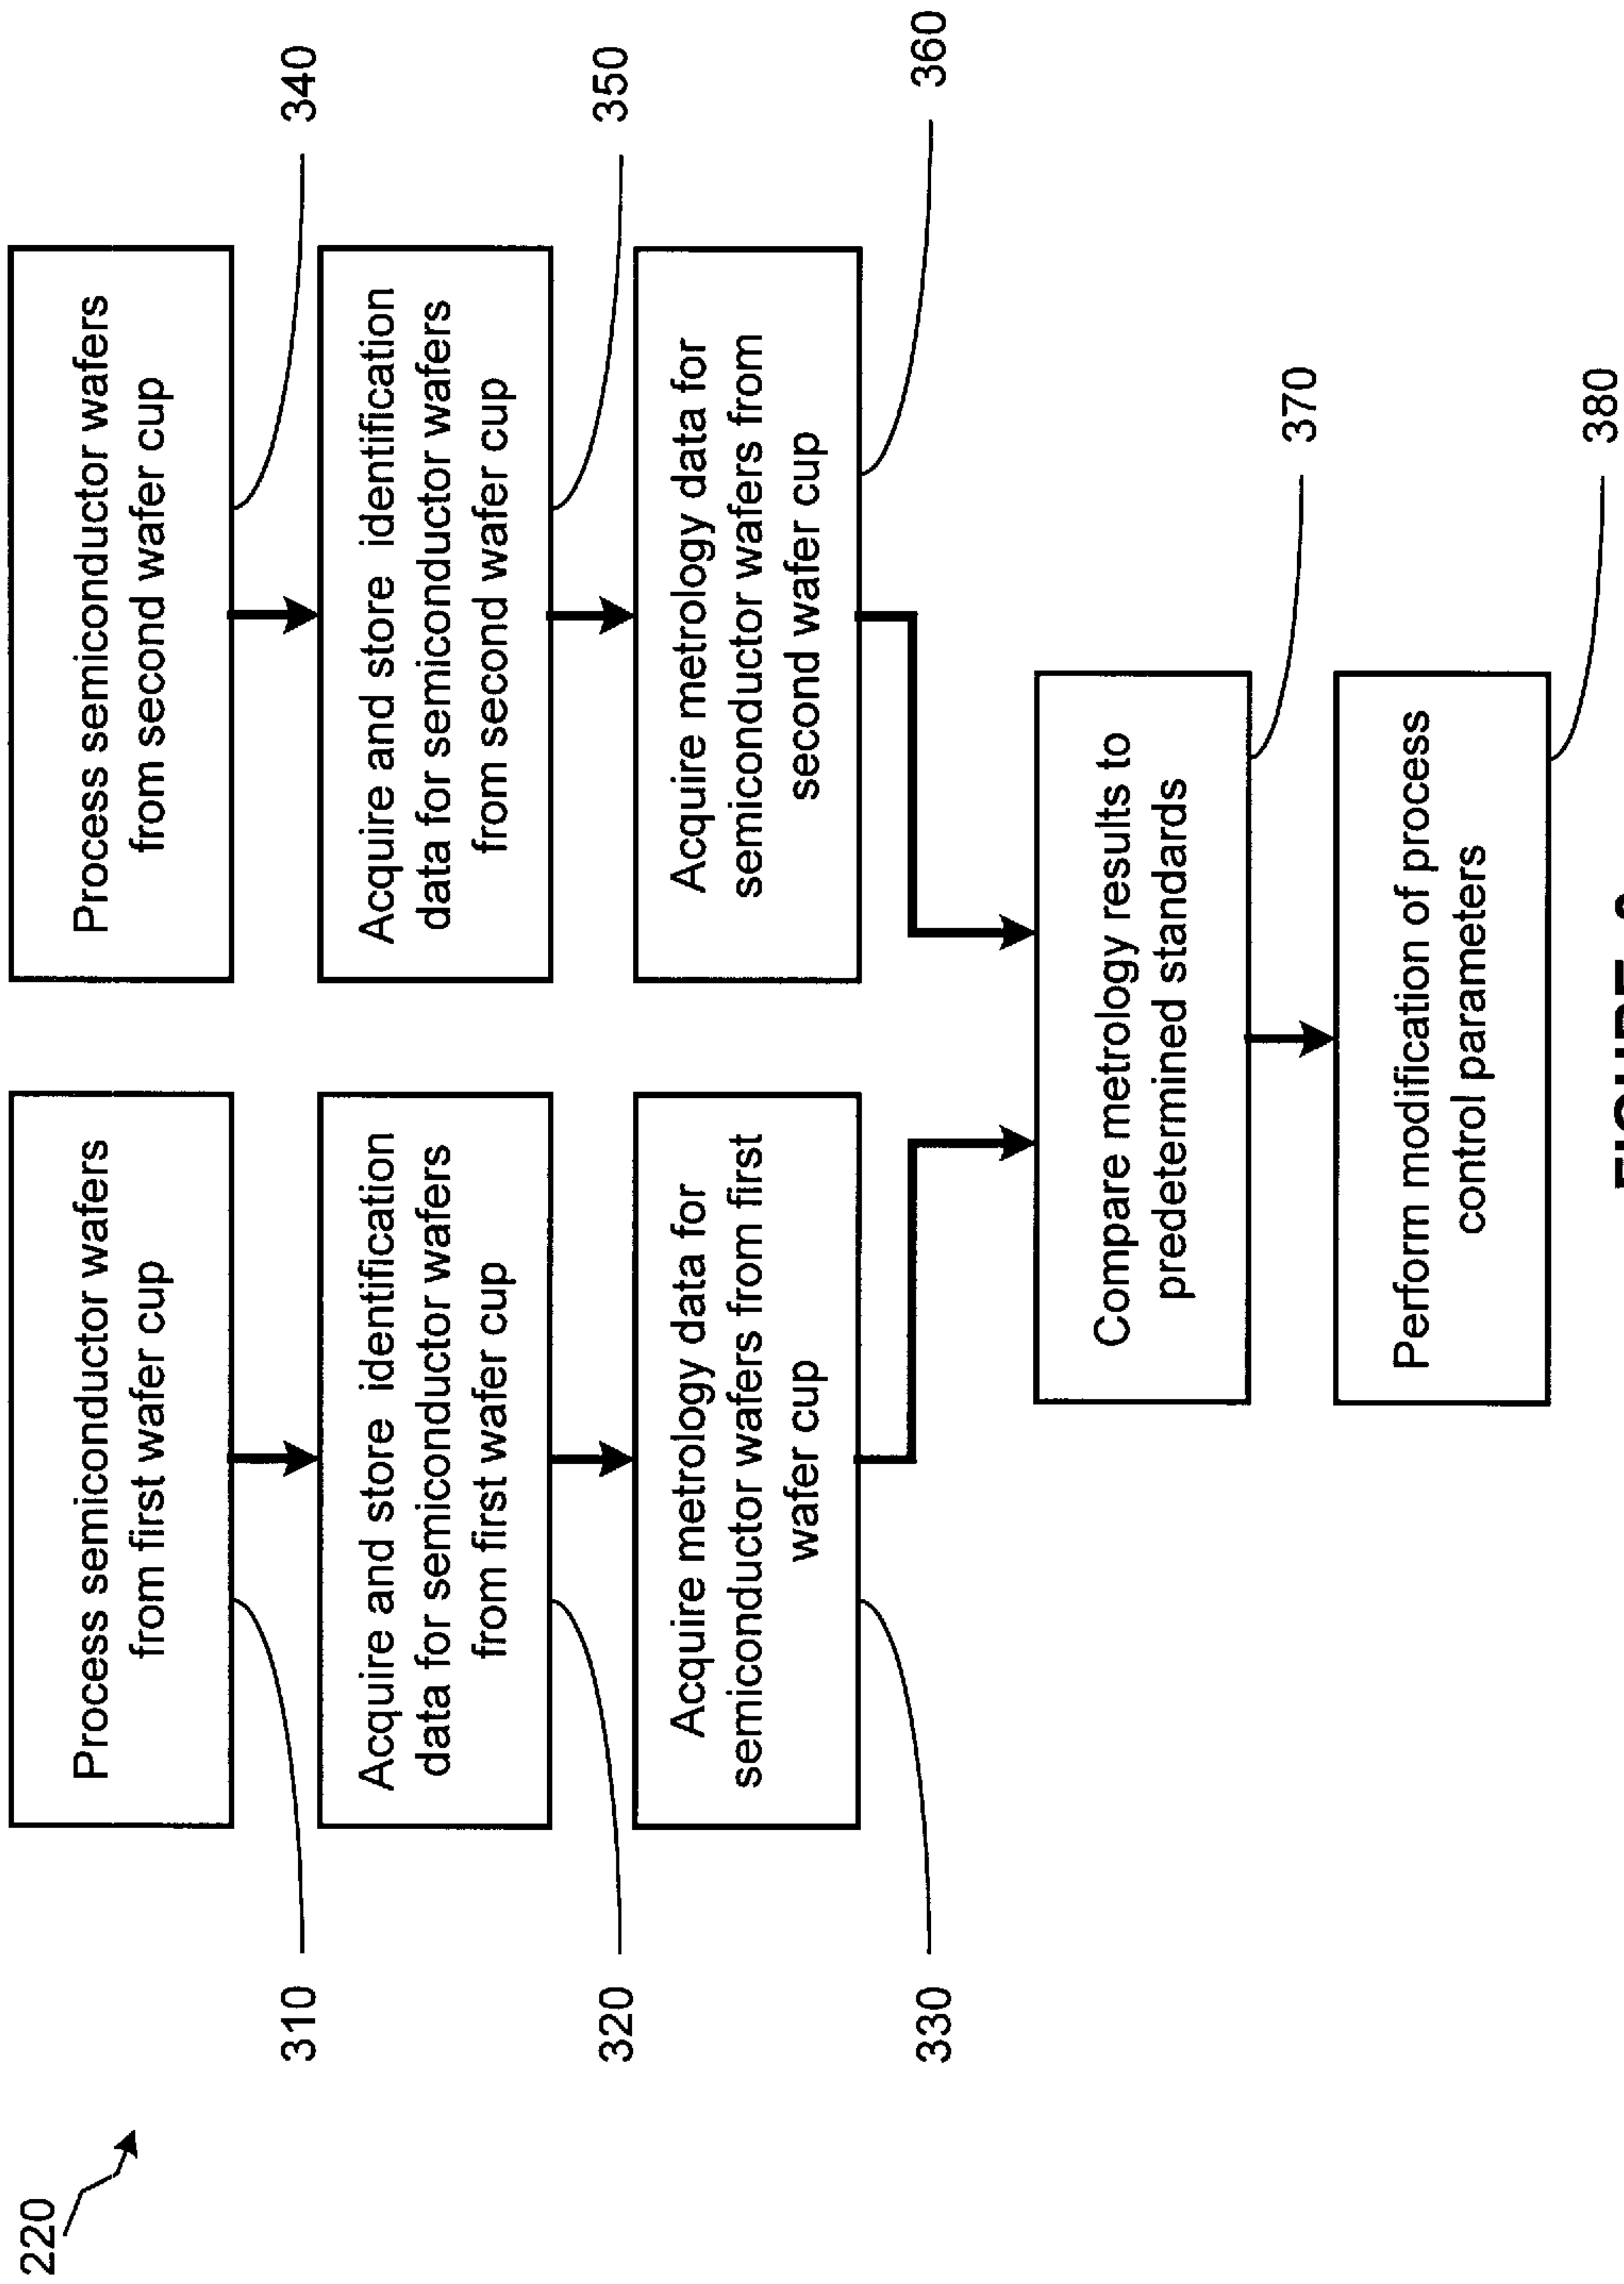 220
310
Process semiconductor wafers
from first wafer cup
Process semiconductor wafers
from second wafer cup
340
320
Acquire and store identification
data for semiconductor wafers
from first wafer cup
Acquire and store identification
data for semiconductor wafers
from second wafer cup
350
330
Acquire metrology data for
semiconductor wafers from first
wafer cup
Acquire metrology data for
semiconductor wafers from
second wafer cup
360
Compare metrology results to
predetermined standards
370
Perform modification of process
control parameters
380
FIGURE